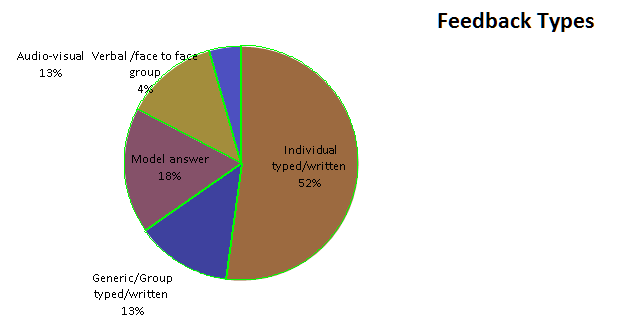 Feedback Types
Audio-visual
13%
Verbal /face to face
group
4%
Individual
typed/written
52%
Model answer
18%
Generic/Group
typed/written
13%